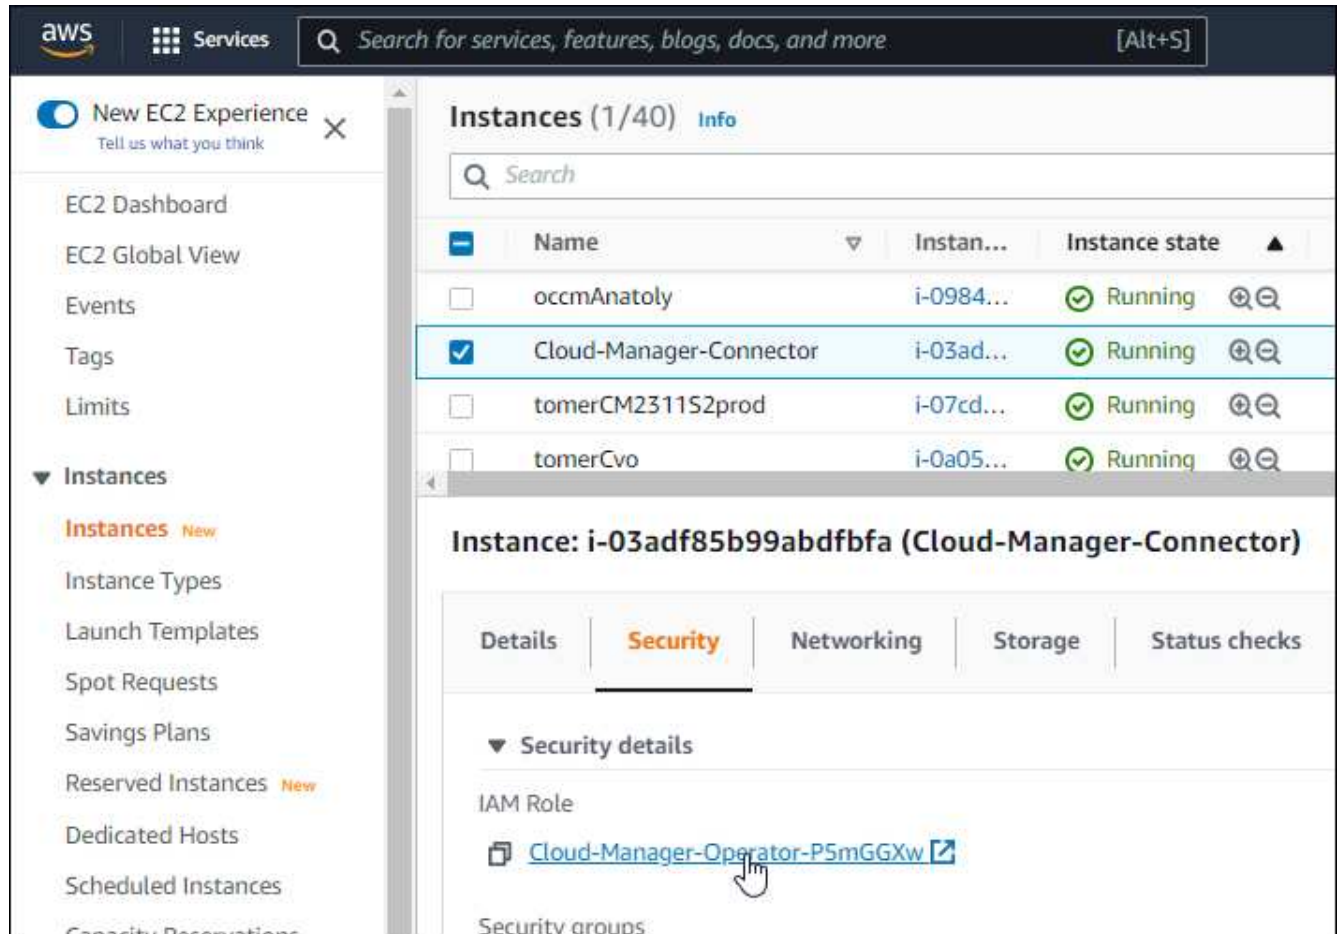 aws Services Search for services, features, blogs, docs, and more [Alt+S]
New EC2 Experience
Tell us what you think
EC2 Dashboard
EC2 Global View
Events
Tags
Limits
Instances
Instances New
Instance Types
Launch Templates
Spot Requests
Savings Plans
Reserved Instances New
Dedicated Hosts
Scheduled Instances
Capacity Reservations
Instances (1/40) Info
Search
Name Instan... Instance state
occmAnatoly i-0984... Running
Cloud-Manager-Connector i-03ad... Running
tomerCM2311S2prod i-07cd... Running
tomerCvo i-0a05... Running
Instance: i-03adf85b99abdfbfa (Cloud-Manager-Connector)
Details Security Networking Storage Status checks
Security details
IAM Role
Cloud-Manager-Operator-P5mGGXw
Security groups